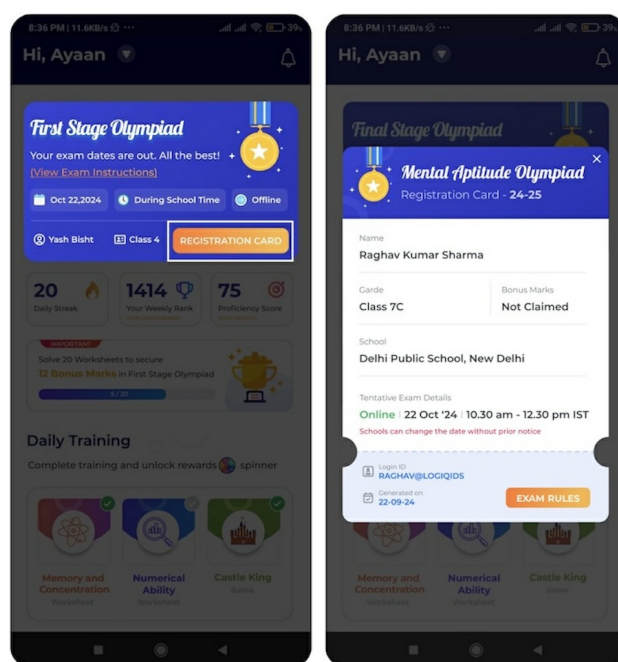 8:36 PM | 11.6KB/s
39%
Hi, Ayaan
First Stage Olympiad
Your exam dates are out. All the best!
(View Exam Instructions)
Oct 22,2024
During School Time
Offline
Yash Bisht
Class 4
REGISTRATION CARD
20
Daily Streak
1414
Your Weekly Rank
75
Proficiency Score
IMPORTANT
Solve 20 Worksheets to secure
12 Bonus Marks in First Stage Olympiad
5 / 20
Daily Training
Complete training and unlock rewards spinner
Memory and
Concentration
Worksheet
Numerical
Ability
Worksheet
Castle King
Game
8:36 PM | 11.6KB/s
39%
Hi, Ayaan
Final Stage Olympiad
Mental Aptitude Olympiad
Registration Card - 24-25
Name
Raghav Kumar Sharma
Garde
Class 7C
Bonus Marks
Not Claimed
School
Delhi Public School, New Delhi
Tentative Exam Details
Online | 22 Oct '24 | 10.30 am - 12.30 pm IST
Schools can change the date without prior notice
Login ID
RAGHAV@LOGIQIDS
Generated on
22-09-24
EXAM RULES
Memory and
Concentration
Worksheet
Numerical
Ability
Worksheet
Castle King
Game